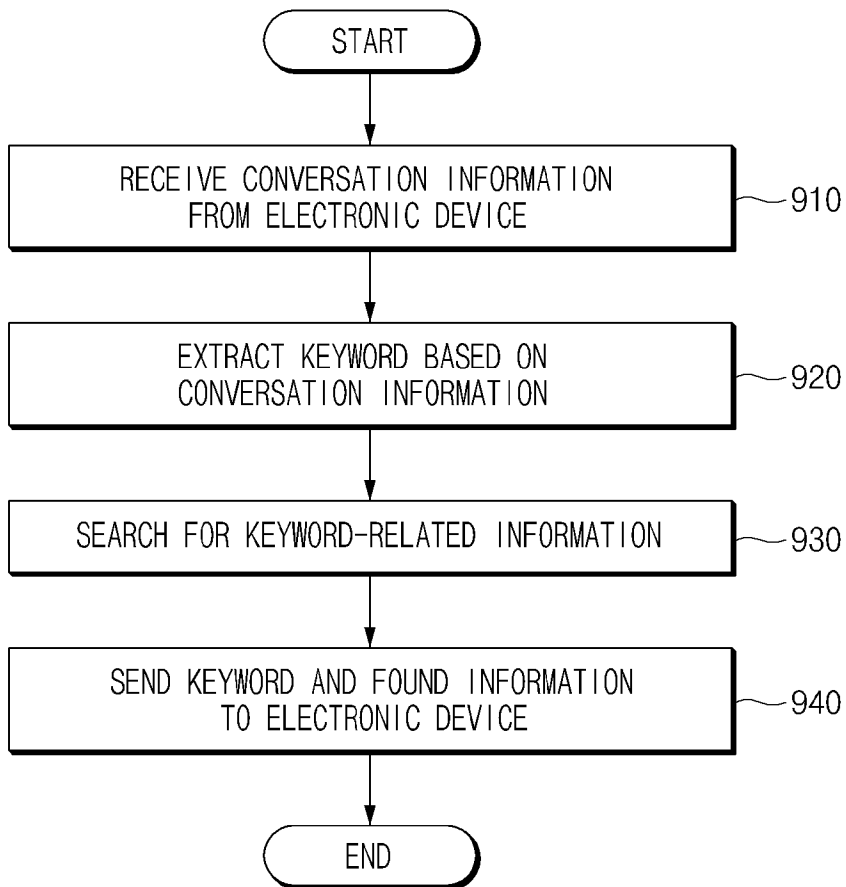 START
RECEIVE CONVERSATION INFORMATION
FROM ELECTRONIC DEVICE
910
EXTRACT KEYWORD BASED ON
CONVERSATION INFORMATION
920
SEARCH FOR KEYWORD-RELATED INFORMATION
930
SEND KEYWORD AND FOUND INFORMATION
TO ELECTRONIC DEVICE
940
END